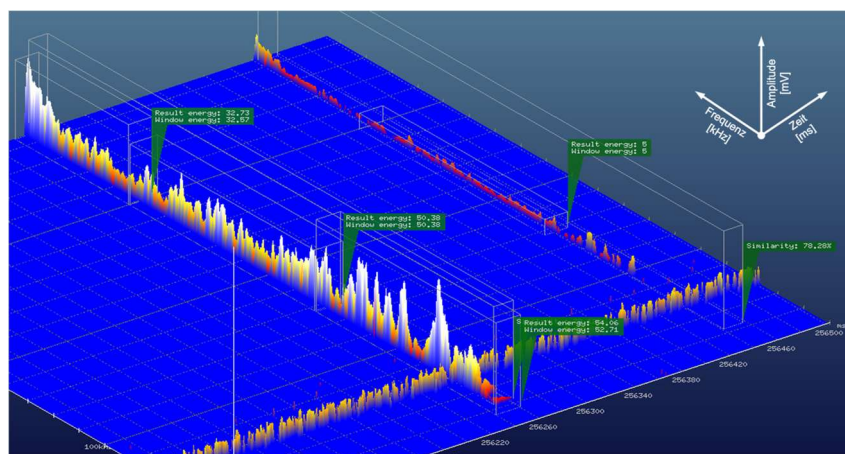 Amplitude
[mV]
Frequenz
[kHz]
Zeit
[ms]
Result energy: 32.73
Window energy: 32.57
Result energy: 5
Window energy: 5
Result energy: 50.38
Window energy: 50.38
Similarity: 78.28%
S
Result energy: 54.06
Window energy: 52.71
ms
256500
256460
256420
256380
256340
256300
256260
256220
100kHz